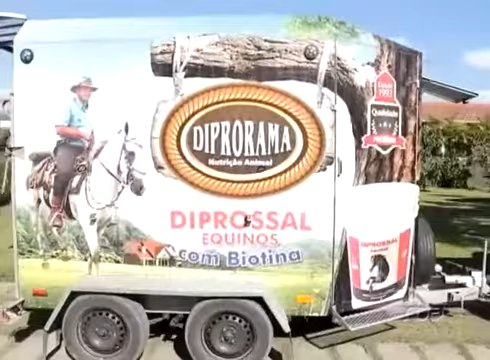 DIPRORAMA
Nutrição Animal
DIPROSSAL
EQUINOS
com Biotina
Desde
1993
Qualidade
DIPROSSAL